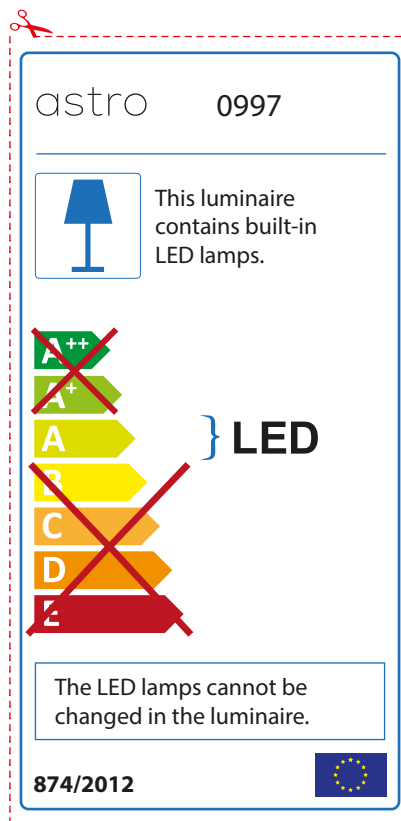 astro 0997
This luminaire
contains built-in
LED lamps.
A++
A+
A
} LED
B
C
D
E
The LED lamps cannot be
changed in the luminaire.
874/2012